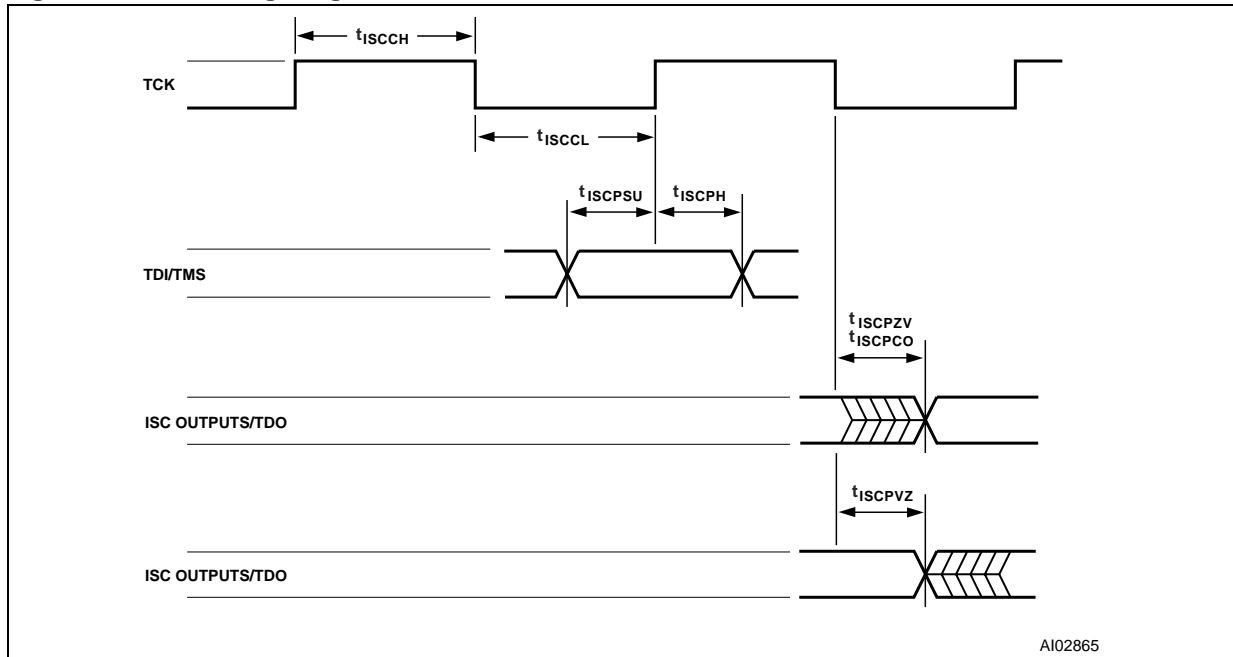 tISCCH
TCK
tISCCL
tISCPSU
tISCPH
TDI/TMS
tISCPZV
tISCPCO
ISC OUTPUTS/TDO
tISCPVZ
ISC OUTPUTS/TDO
AI02865